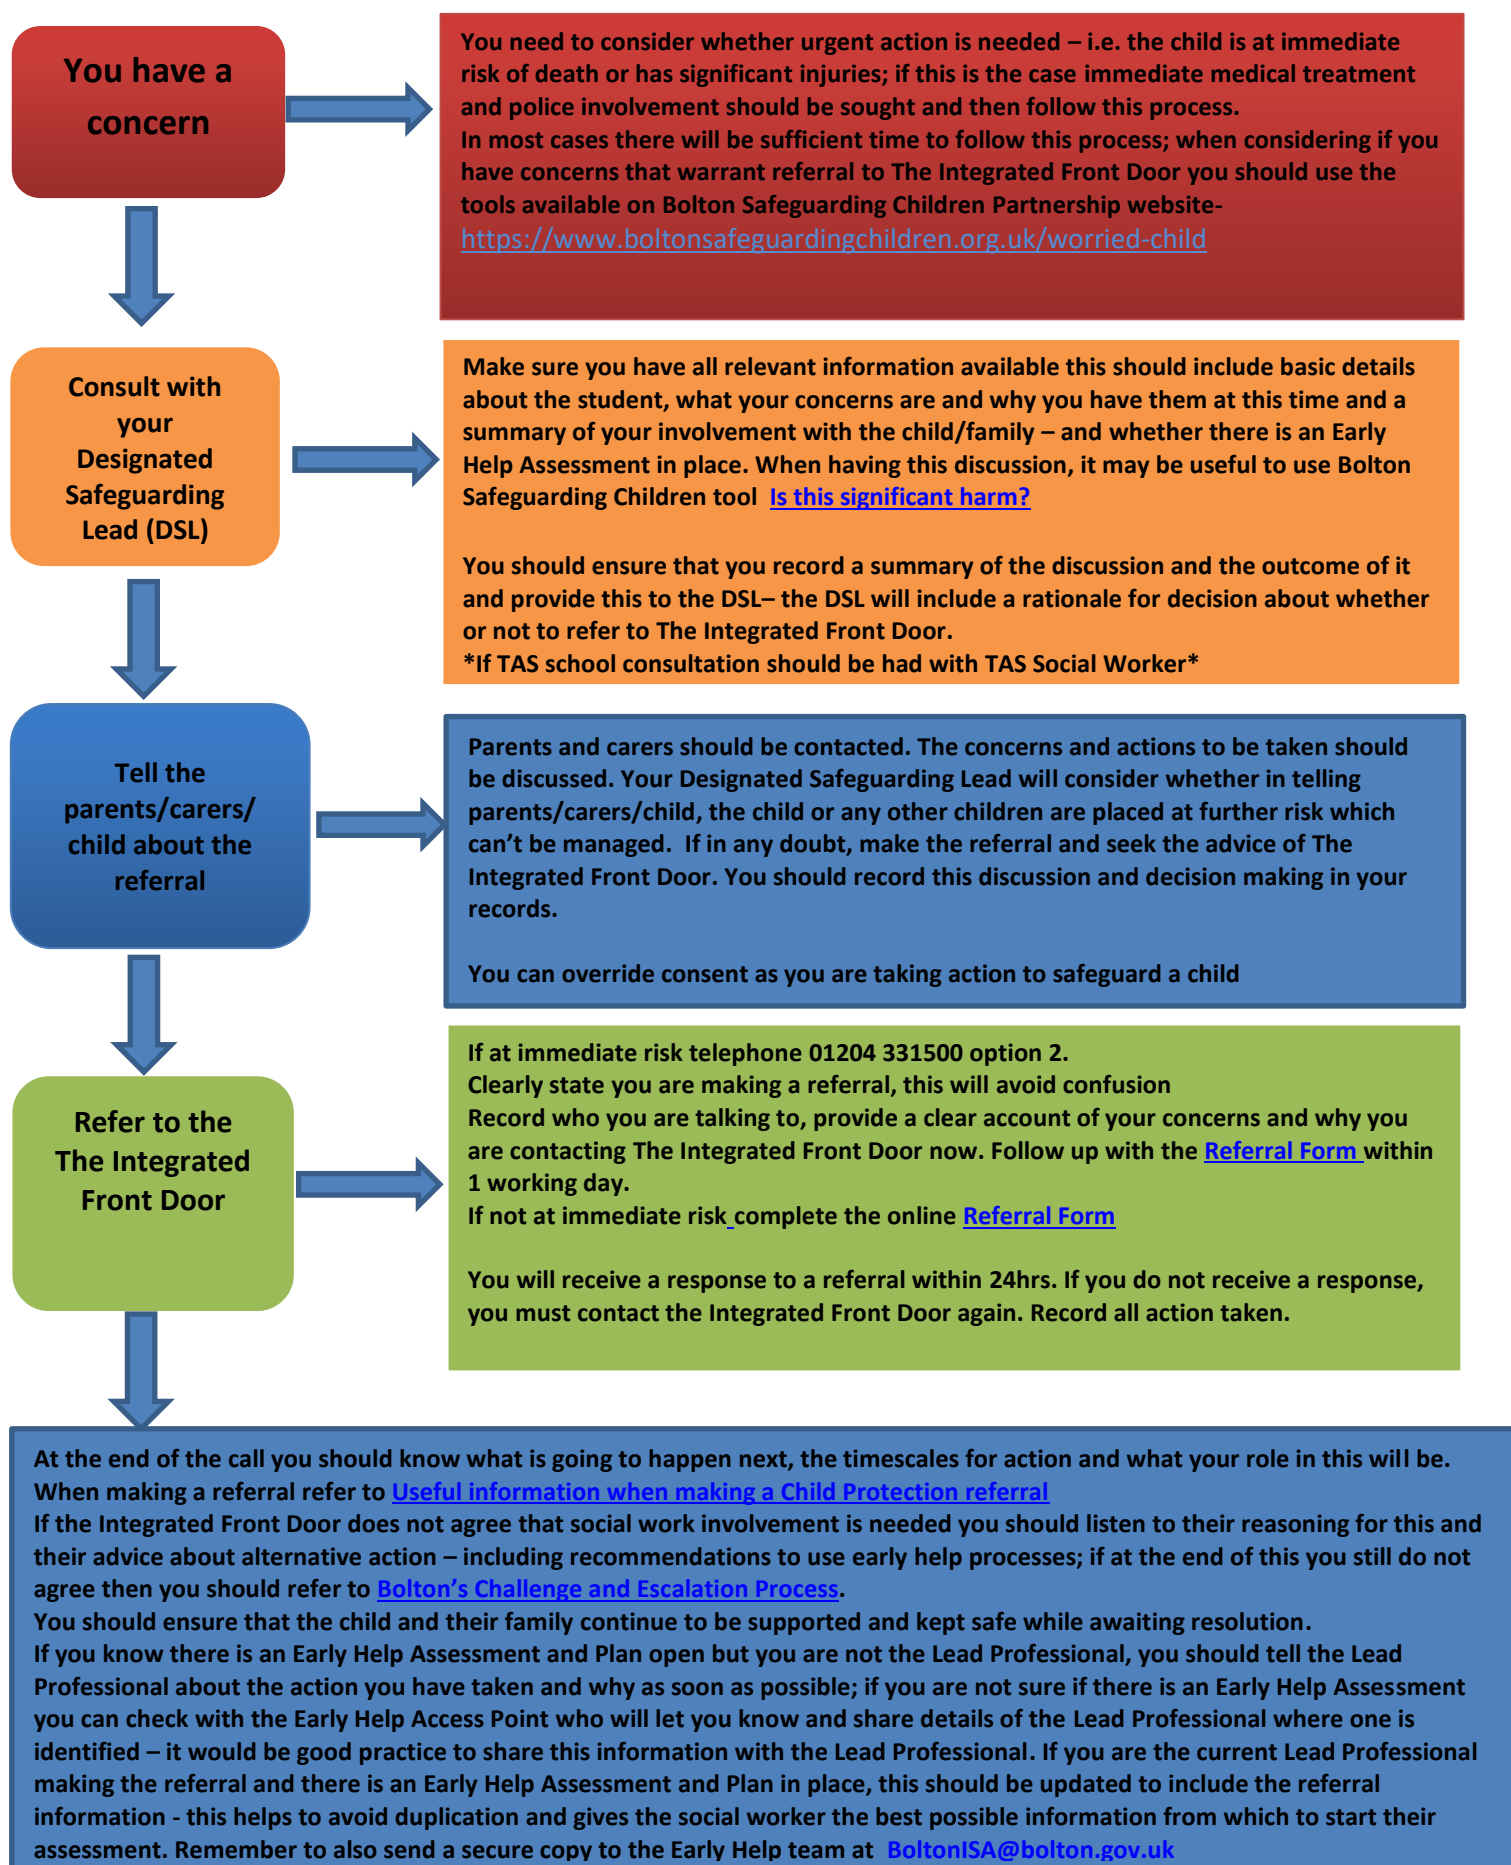 You have a
concern
You need to consider whether urgent action is needed – i.e. the child is at immediate
risk of death or has significant injuries; if this is the case immediate medical treatment
and police involvement should be sought and then follow this process.
In most cases there will be sufficient time to follow this process; when considering if you
have concerns that warrant referral to The Integrated Front Door you should use the
tools available on Bolton Safeguarding Children Partnership website-
https://www.boltonsafeguardingchildren.org.uk/worried-child
Consult with
your
Designated
Safeguarding
Lead (DSL)
Make sure you have all relevant information available this should include basic details
about the student, what your concerns are and why you have them at this time and a
summary of your involvement with the child/family – and whether there is an Early
Help Assessment in place. When having this discussion, it may be useful to use Bolton
Safeguarding Children tool Is this significant harm?
You should ensure that you record a summary of the discussion and the outcome of it
and provide this to the DSL– the DSL will include a rationale for decision about whether
or not to refer to The Integrated Front Door.
*If TAS school consultation should be had with TAS Social Worker*
Tell the
parents/carers/
child about the
referral
Parents and carers should be contacted. The concerns and actions to be taken should
be discussed. Your Designated Safeguarding Lead will consider whether in telling
parents/carers/child, the child or any other children are placed at further risk which
can't be managed. If in any doubt, make the referral and seek the advice of The
Integrated Front Door. You should record this discussion and decision making in your
records.
You can override consent as you are taking action to safeguard a child
Refer to the
The Integrated
Front Door
If at immediate risk telephone 01204 331500 option 2.
Clearly state you are making a referral, this will avoid confusion
Record who you are talking to, provide a clear account of your concerns and why you
are contacting The Integrated Front Door now. Follow up with the Referral Form within
1 working day.
If not at immediate risk complete the online Referral Form
You will receive a response to a referral within 24hrs. If you do not receive a response,
you must contact the Integrated Front Door again. Record all action taken.
At the end of the call you should know what is going to happen next, the timescales for action and what your role in this will be.
When making a referral refer to Useful information when making a Child Protection referral
If the Integrated Front Door does not agree that social work involvement is needed you should listen to their reasoning for this and
their advice about alternative action – including recommendations to use early help processes; if at the end of this you still do not
agree then you should refer to Bolton's Challenge and Escalation Process.
You should ensure that the child and their family continue to be supported and kept safe while awaiting resolution.
If you know there is an Early Help Assessment and Plan open but you are not the Lead Professional, you should tell the Lead
Professional about the action you have taken and why as soon as possible; if you are not sure if there is an Early Help Assessment
you can check with the Early Help Access Point who will let you know and share details of the Lead Professional where one is
identified – it would be good practice to share this information with the Lead Professional. If you are the current Lead Professional
making the referral and there is an Early Help Assessment and Plan in place, this should be updated to include the referral
information - this helps to avoid duplication and gives the social worker the best possible information from which to start their
assessment. Remember to also send a secure copy to the Early Help team at BoltonISA@bolton.gov.uk